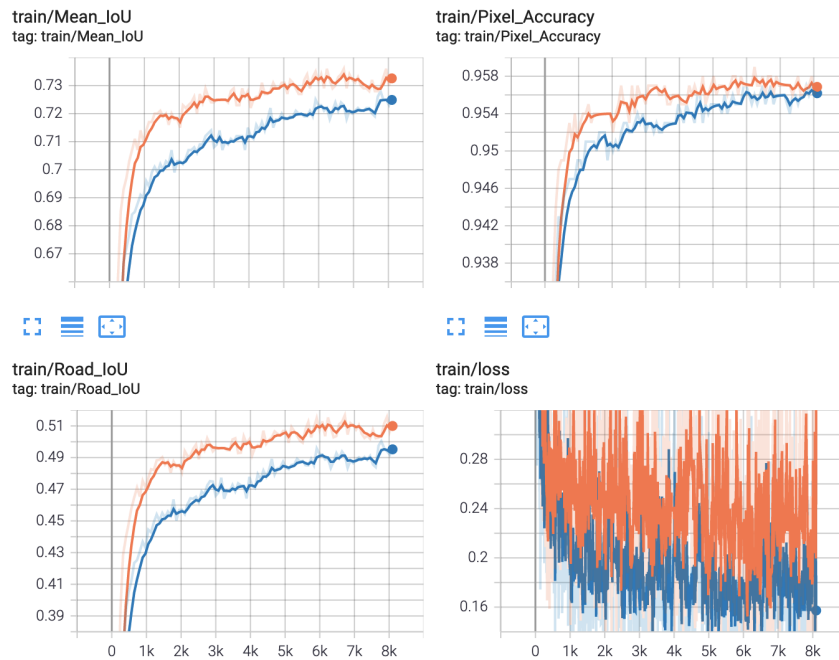 train/Mean_IoU
tag: train/Mean_IoU
0.73
0.72
0.71
0.7
0.69
0.68
0.67
train/Pixel_Accuracy
tag: train/Pixel_Accuracy
0.958
0.954
0.95
0.946
0.942
0.938
train/Road_IoU
tag: train/Road_IoU
0.51
0.49
0.47
0.45
0.43
0.41
0.39
0 1k 2k 3k 4k 5k 6k 7k 8k
train/loss
tag: train/loss
0.28
0.24
0.2
0.16
0 1k 2k 3k 4k 5k 6k 7k 8k